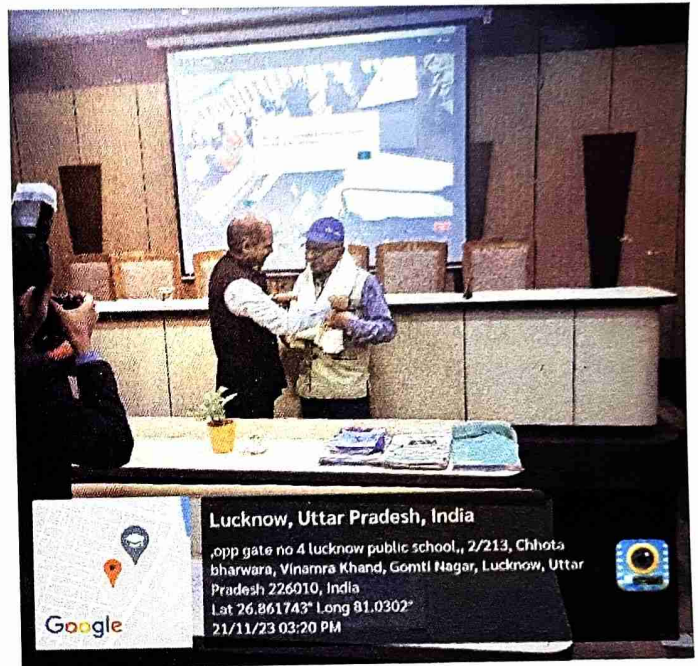 Lucknow, Uttar Pradesh, India
,opp gate no 4 lucknow public school,, 2/213, Chhota
bharwara, Vinamra Khand, Gomti Nagar, Lucknow, Uttar
Pradesh 226010, India
Lat 26.861743° Long 81.0302°
21/11/23 03:20 PM
Google